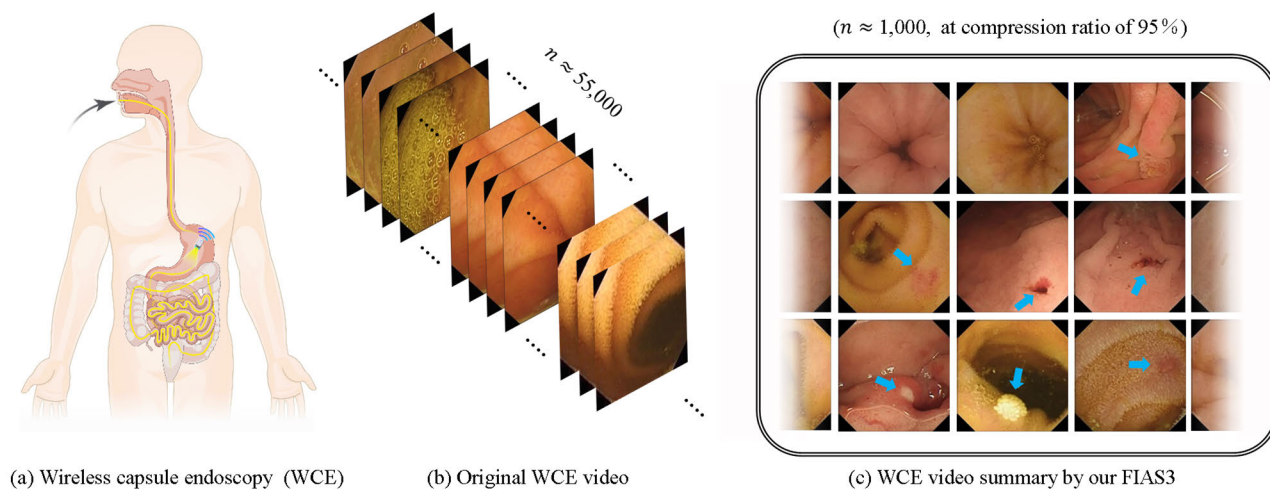 (n ≈ 1,000, at compression ratio of 95%)
n ≈ 55,000
(a) Wireless capsule endoscopy (WCE)
(b) Original WCE video
(c) WCE video summary by our FIAS3